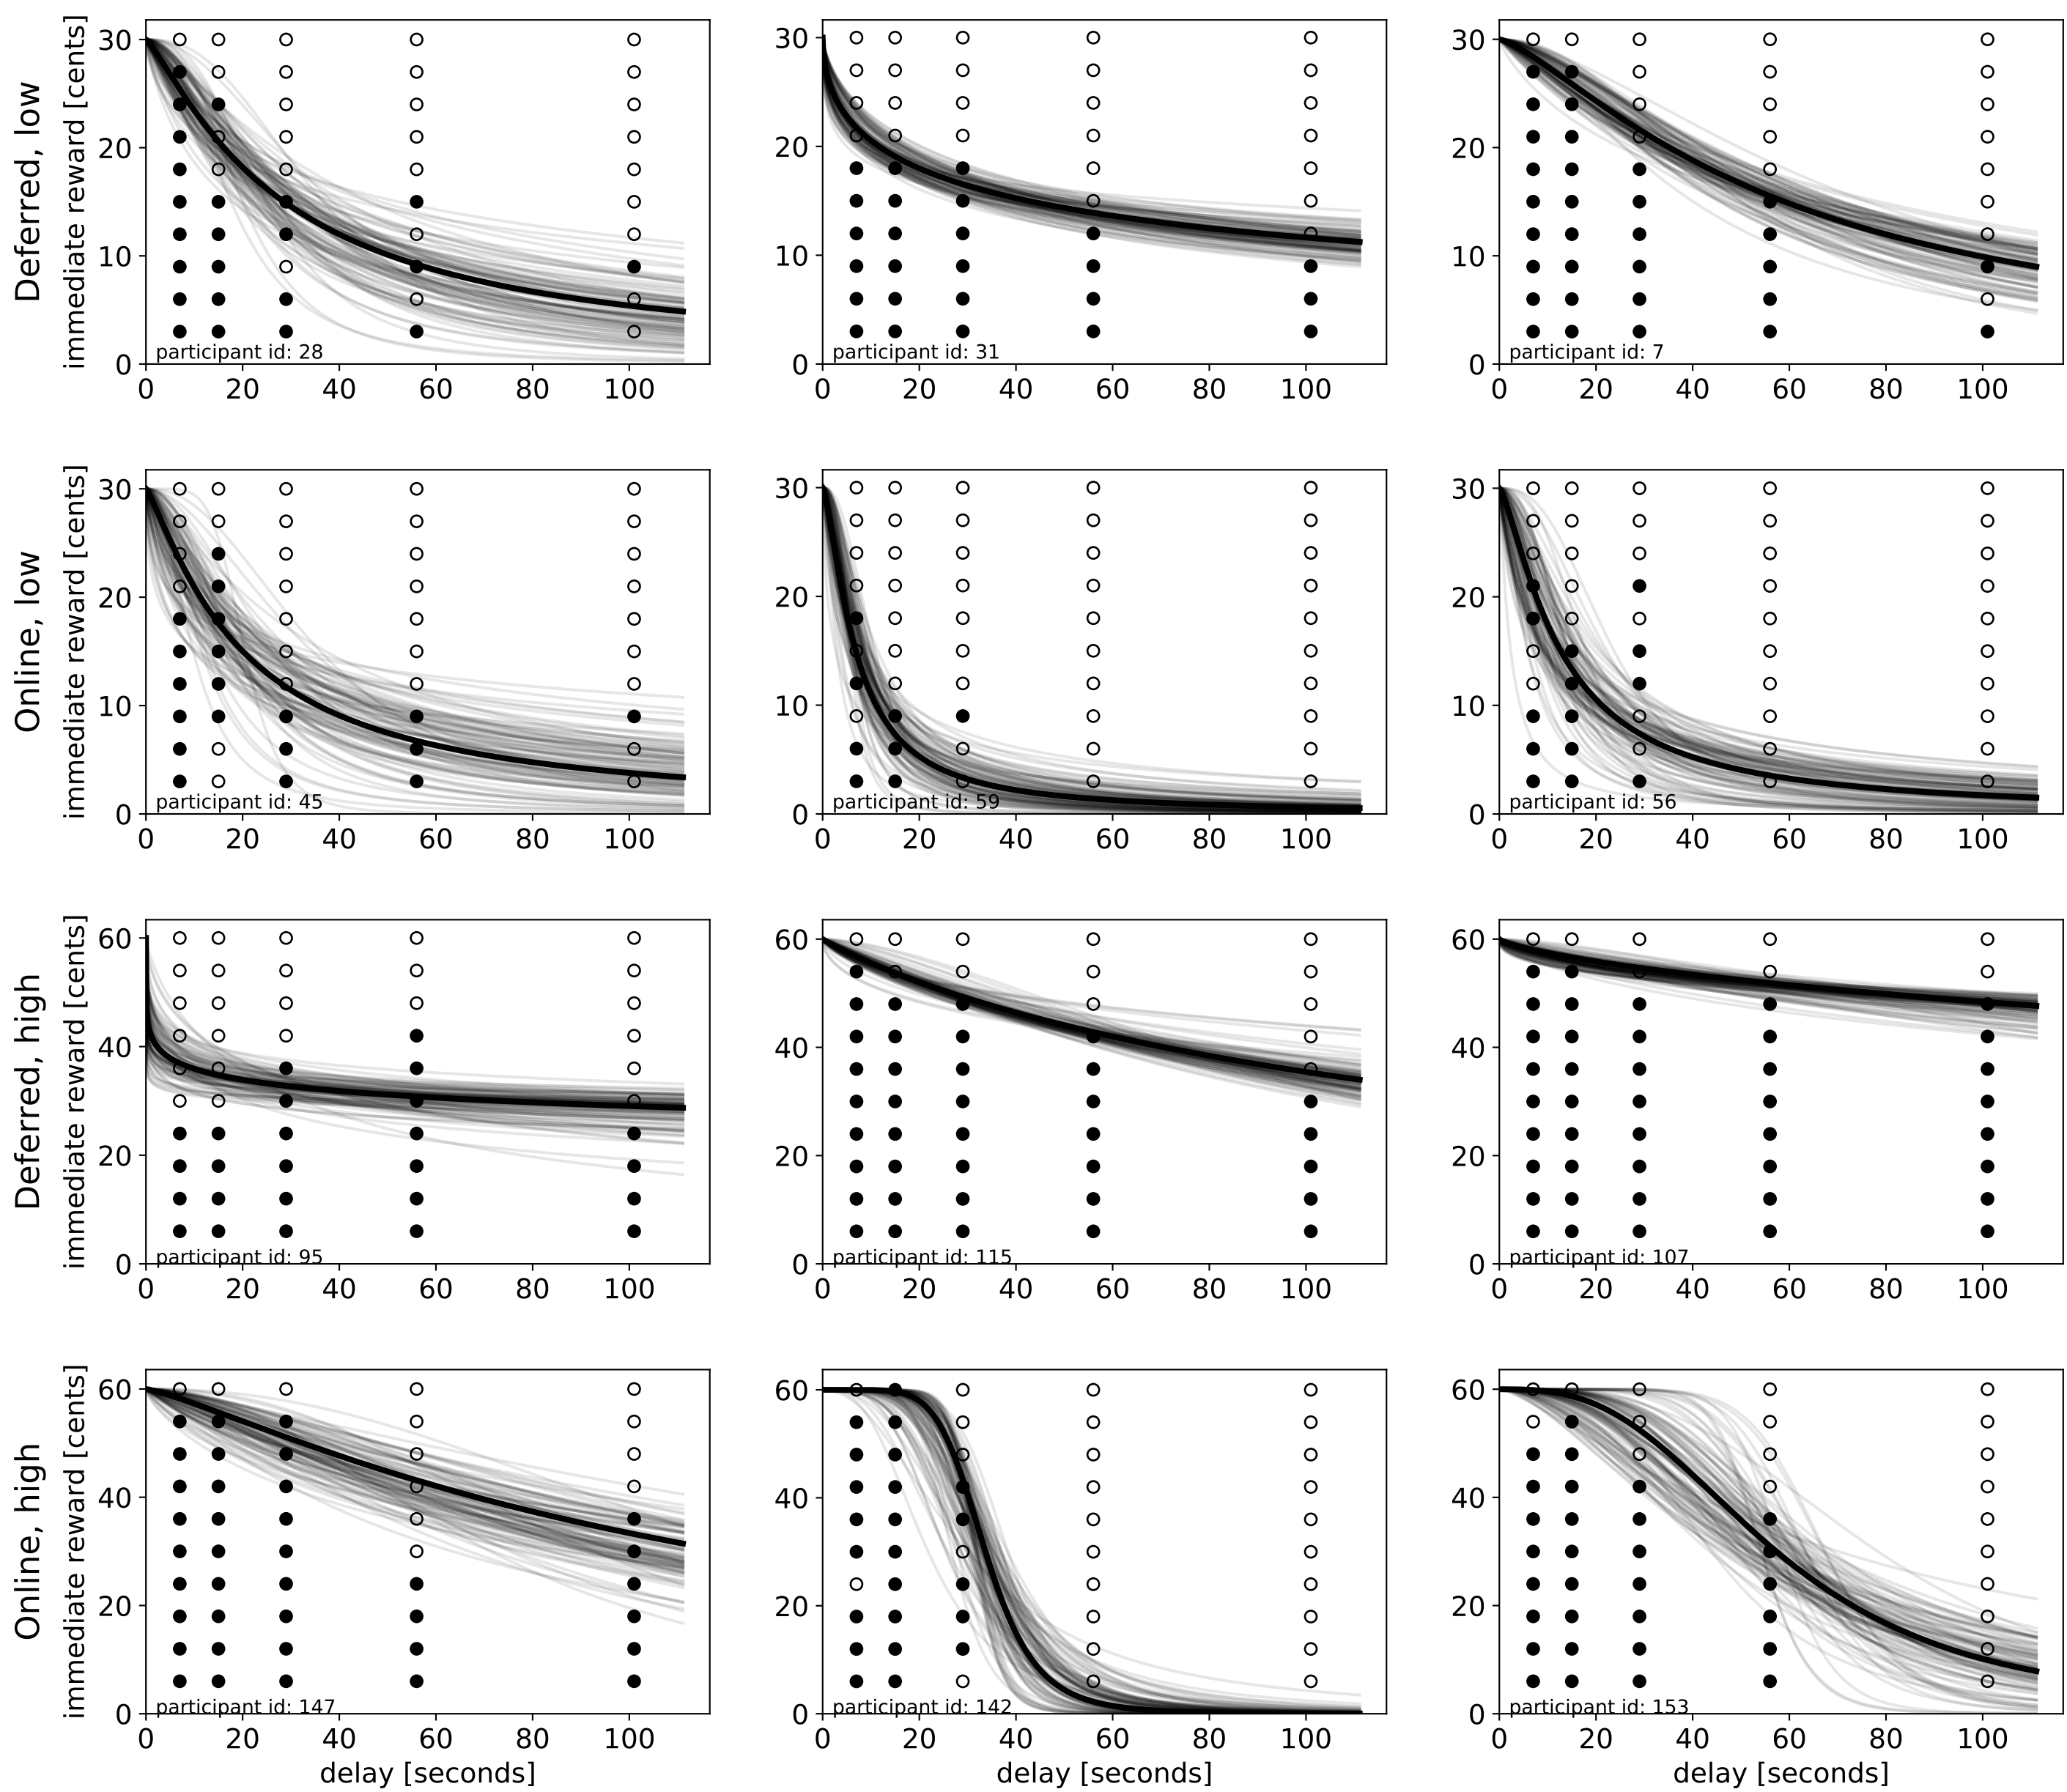 Deferred, low
immediate reward [cents]
30
20
10
0
participant id: 28
0 20 40 60 80 100
30
20
10
0
participant id: 31
0 20 40 60 80 100
30
20
10
0
participant id: 7
0 20 40 60 80 100
Online, low
immediate reward [cents]
30
20
10
0
participant id: 45
0 20 40 60 80 100
30
20
10
0
participant id: 59
0 20 40 60 80 100
30
20
10
0
participant id: 56
0 20 40 60 80 100
Deferred, high
immediate reward [cents]
60
40
20
0
participant id: 95
0 20 40 60 80 100
60
40
20
0
participant id: 115
0 20 40 60 80 100
60
40
20
0
participant id: 107
0 20 40 60 80 100
Online, high
immediate reward [cents]
60
40
20
0
participant id: 147
0 20 40 60 80 100
delay [seconds]
60
40
20
0
participant id: 142
0 20 40 60 80 100
delay [seconds]
60
40
20
0
participant id: 153
0 20 40 60 80 100
delay [seconds]